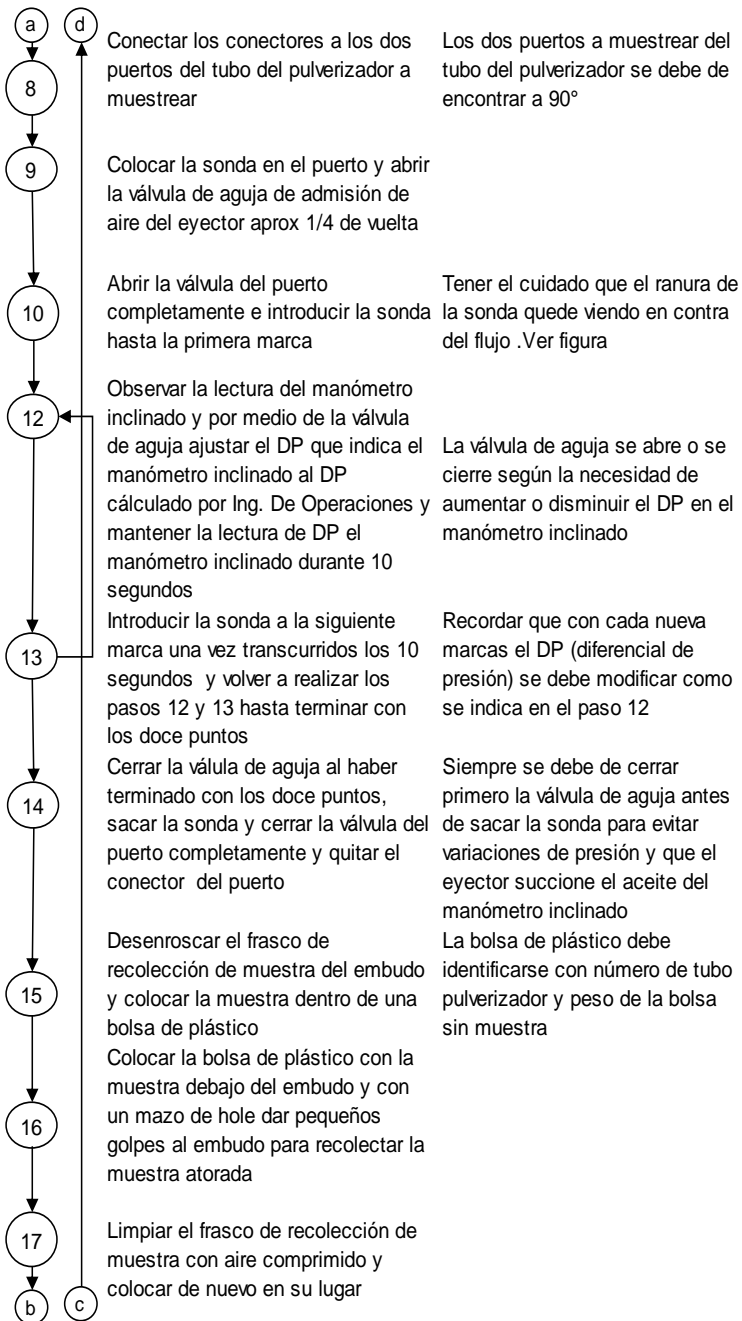 a
d
8
Conectar los conectores a los dos
puertos del tubo del pulverizador a
muestrear
Los dos puertos a muestrear del
tubo del pulverizador se debe de
encontrar a 90°
9
Colocar la sonda en el puerto y abrir
la válvula de aguja de admisión de
aire del eyector aprox 1/4 de vuelta
10
Abrir la válvula del puerto
completamente e introducir la sonda
hasta la primera marca
Tener el cuidado que el ranura de
la sonda quede viendo en contra
del flujo .Ver figura
12
Observar la lectura del manómetro
inclinado y por medio de la válvula
de aguja ajustar el DP que indica el
manómetro inclinado al DP
cálculado por Ing. De Operaciones y
mantener la lectura de DP el
manómetro inclinado durante 10
segundos
La válvula de aguja se abre o se
cierre según la necesidad de
aumentar o disminuir el DP en el
manómetro inclinado
13
Introducir la sonda a la siguiente
marca una vez transcurridos los 10
segundos y volver a realizar los
pasos 12 y 13 hasta terminar con
los doce puntos
Recordar que con cada nueva
marcas el DP (diferencial de
presión) se debe modificar como
se indica en el paso 12
14
Cerrar la válula de aguja al haber
terminado con los doce puntos,
sacar la sonda y cerrar la válvula del
puerto completamente y quitar el
conector del puerto
Siempre se debe de cerrar
primero la válvula de aguja antes
de sacar la sonda para evitar
variaciones de presión y que el
eyector succione el aceite del
manómetro inclinado
15
Desenroscar el frasco de
recolección de muestra del embudo
y colocar la muestra dentro de una
bolsa de plástico
La bolsa de plástico debe
identificarse con número de tubo
pulverizador y peso de la bolsa
sin muestra
16
Colocar la bolsa de plástico con la
muestra debajo del embudo y con
un mazo de hole dar pequeños
golpes al embudo para recolectar la
muestra atorada
17
Limpiar el frasco de recolección de
muestra con aire comprimido y
colocar de nuevo en su lugar
b
c